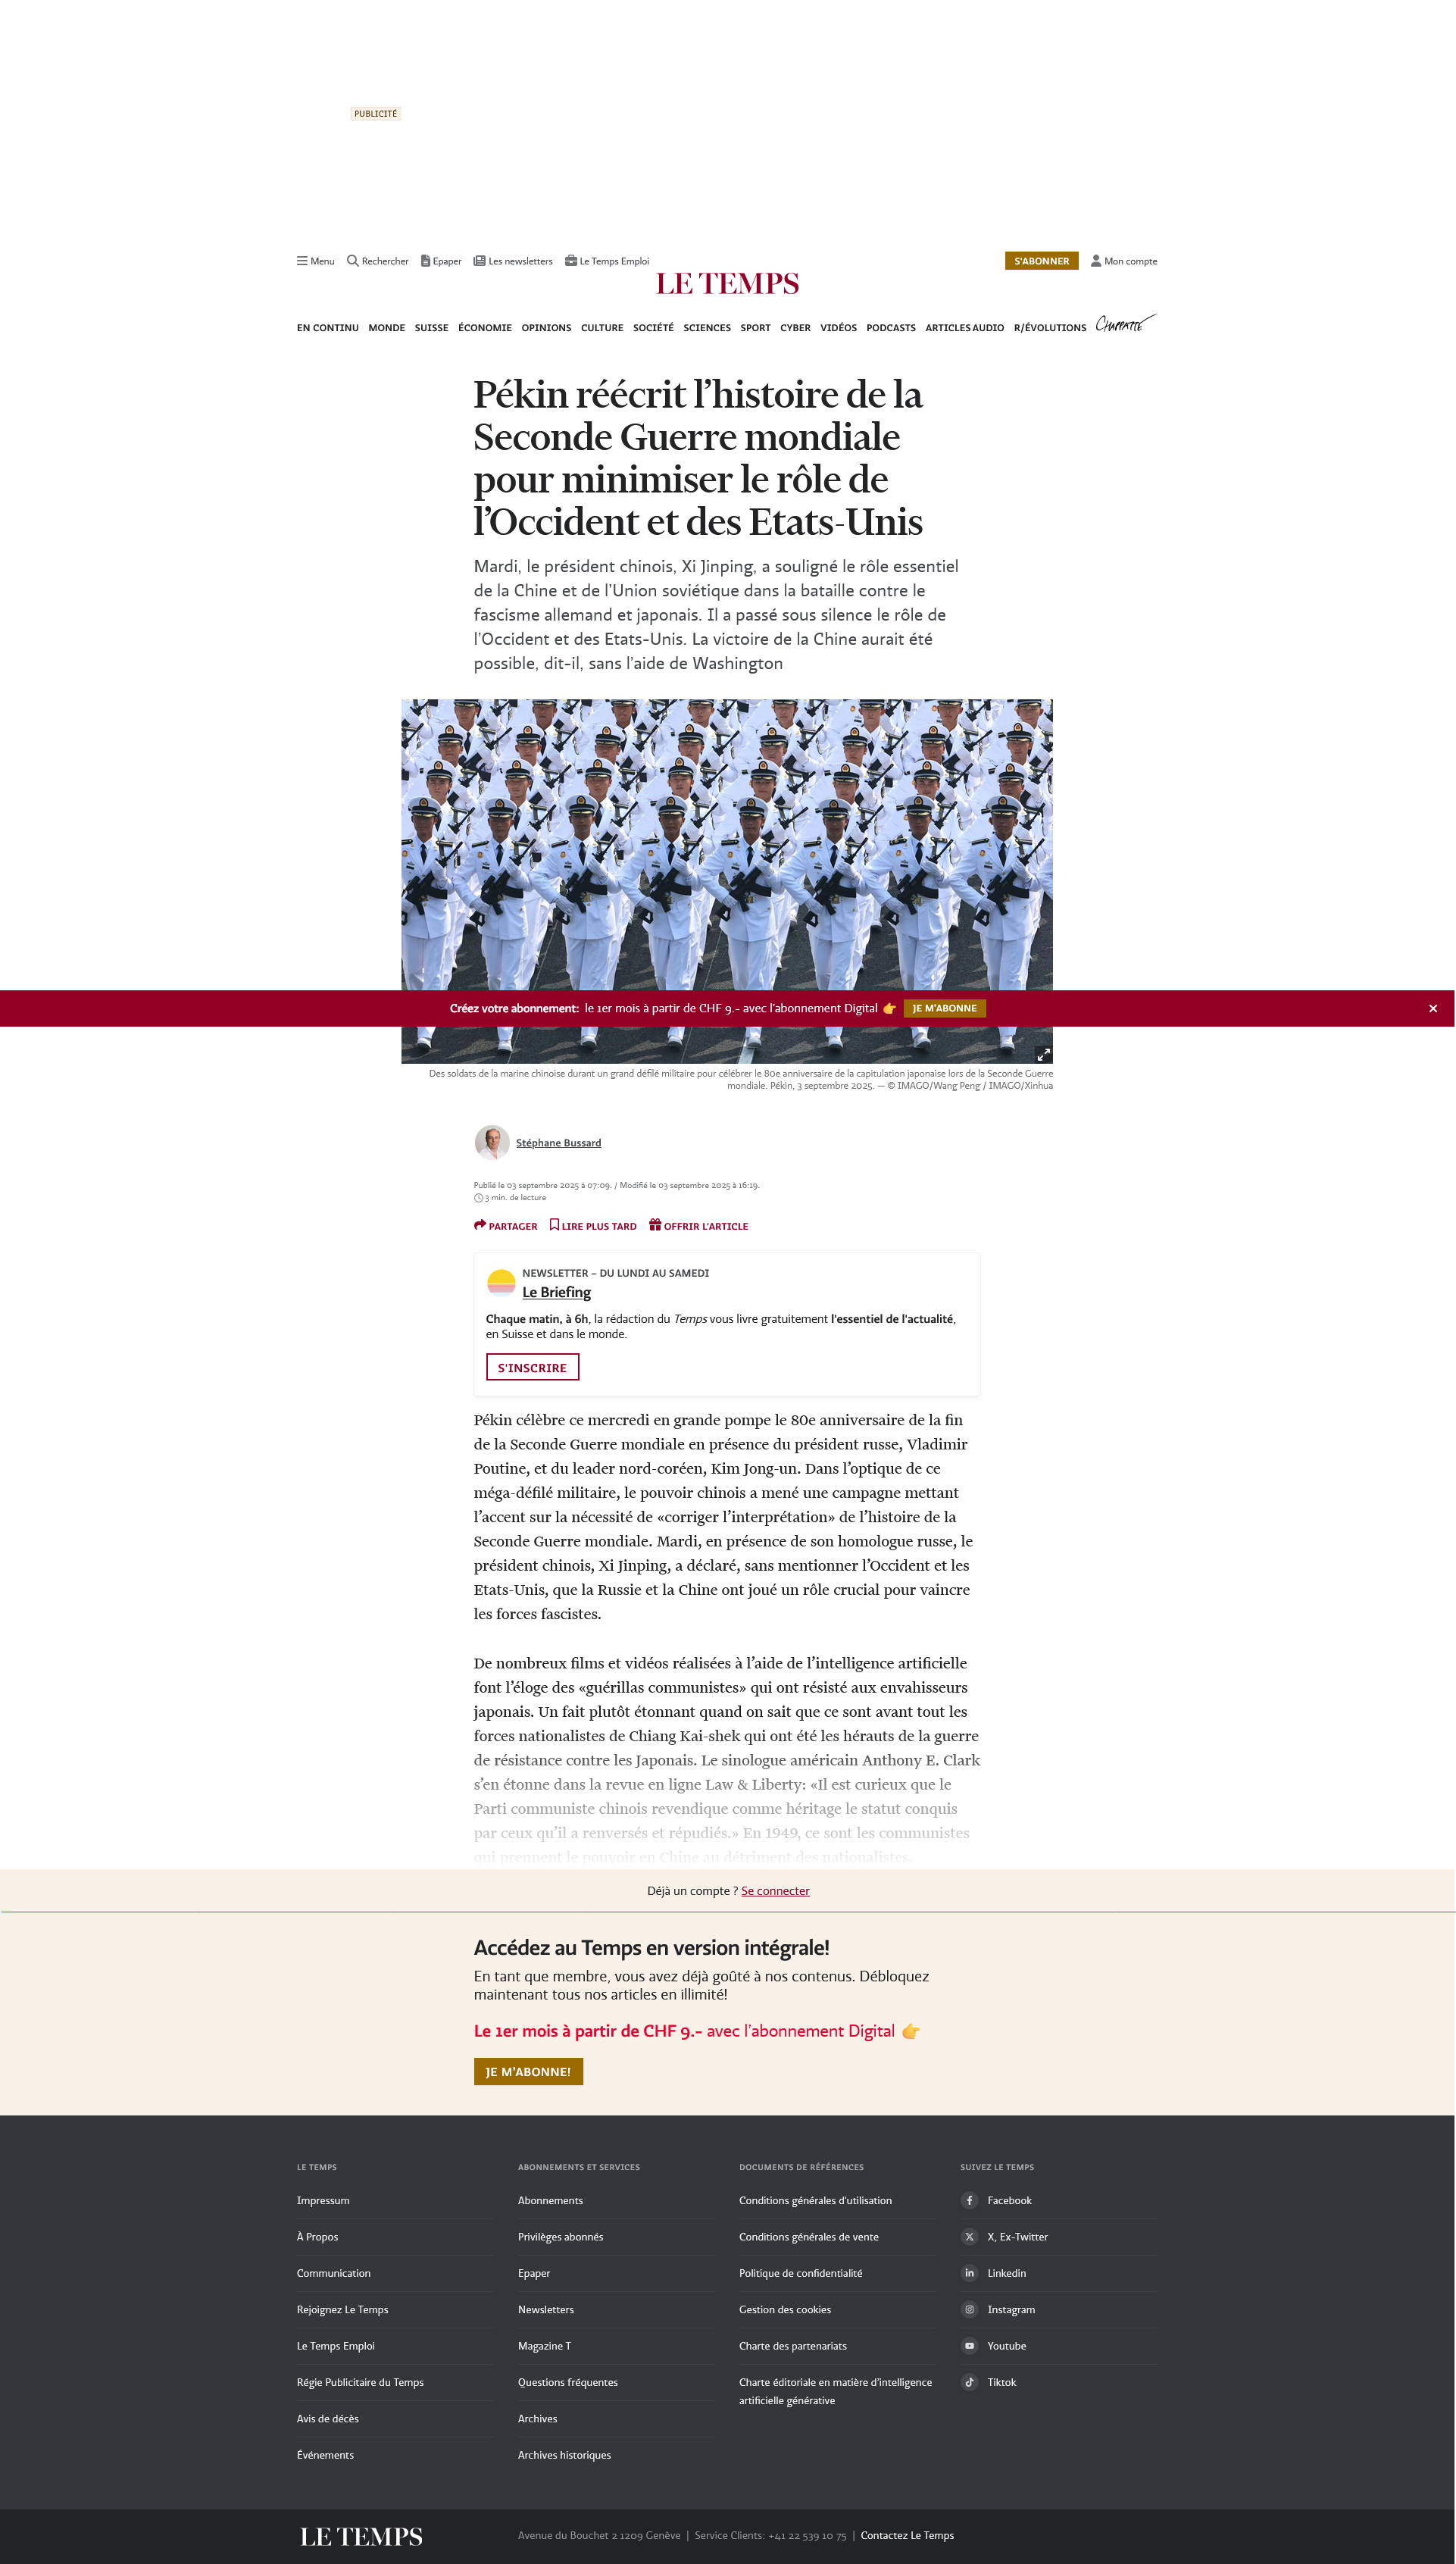 PUBLICITÉ
Menu Rechercher Epaper Les newsletters Le Temps Emploi
S'ABONNER Mon compte
LE TEMPS
EN CONTINU MONDE SUISSE ÉCONOMIE OPINIONS CULTURE SOCIÉTÉ SCIENCES SPORT CYBER VIDÉOS PODCASTS ARTICLES AUDIO R/ÉVOLUTIONS Chappatte
Pékin réécrit l’histoire de la
Seconde Guerre mondiale
pour minimiser le rôle de
l’Occident et des Etats-Unis
Mardi, le président chinois, Xi Jinping, a souligné le rôle essentiel
de la Chine et de l’Union soviétique dans la bataille contre le
fascisme allemand et japonais. Il a passé sous silence le rôle de
l’Occident et des Etats-Unis. La victoire de la Chine aurait été
possible, dit-il, sans l’aide de Washington
Créez votre abonnement: le 1er mois à partir de CHF 9.- avec l’abonnement Digital 👉 JE M'ABONNE ×
Des soldats de la marine chinoise durant un grand défilé militaire pour célébrer le 80e anniversaire de la capitulation japonaise lors de la Seconde Guerre
mondiale. Pékin, 3 septembre 2025. — © IMAGO/Wang Peng / IMAGO/Xinhua
Stéphane Bussard
Publié le 03 septembre 2025 à 07:09. / Modifié le 03 septembre 2025 à 16:19.
3 min. de lecture
PARTAGER LIRE PLUS TARD OFFRIR L'ARTICLE
NEWSLETTER – DU LUNDI AU SAMEDI
Le Briefing
Chaque matin, à 6h, la rédaction du Temps vous livre gratuitement l'essentiel de l'actualité,
en Suisse et dans le monde.
S'INSCRIRE
Pékin célèbre ce mercredi en grande pompe le 80e anniversaire de la fin
de la Seconde Guerre mondiale en présence du président russe, Vladimir
Poutine, et du leader nord-coréen, Kim Jong-un. Dans l’optique de ce
méga-défilé militaire, le pouvoir chinois a mené une campagne mettant
l’accent sur la nécessité de «corriger l’interprétation» de l’histoire de la
Seconde Guerre mondiale. Mardi, en présence de son homologue russe, le
président chinois, Xi Jinping, a déclaré, sans mentionner l’Occident et les
Etats-Unis, que la Russie et la Chine ont joué un rôle crucial pour vaincre
les forces fascistes.
De nombreux films et vidéos réalisées à l’aide de l’intelligence artificielle
font l’éloge des «guérillas communistes» qui ont résisté aux envahisseurs
japonais. Un fait plutôt étonnant quand on sait que ce sont avant tout les
forces nationalistes de Chiang Kai-shek qui ont été les hérauts de la guerre
de résistance contre les Japonais. Le sinologue américain Anthony E. Clark
s’en étonne dans la revue en ligne Law & Liberty: «Il est curieux que le
Parti communiste chinois revendique comme héritage le statut conquis
par ceux qu’il a renversés et répudiés.» En 1949, ce sont les communistes
qui prennent le pouvoir en Chine au détriment des nationalistes.
Déjà un compte ? Se connecter
Accédez au Temps en version intégrale!
En tant que membre, vous avez déjà goûté à nos contenus. Débloquez
maintenant tous nos articles en illimité!
Le 1er mois à partir de CHF 9.- avec l’abonnement Digital 👉
JE M'ABONNE!
LE TEMPS
Impressum
À Propos
Communication
Rejoignez Le Temps
Le Temps Emploi
Régie Publicitaire du Temps
Avis de décès
Événements
ABONNEMENTS ET SERVICES
Abonnements
Privilèges abonnés
Epaper
Newsletters
Magazine T
Questions fréquentes
Archives
Archives historiques
DOCUMENTS DE RÉFÉRENCES
Conditions générales d'utilisation
Conditions générales de vente
Politique de confidentialité
Gestion des cookies
Charte des partenariats
Charte éditoriale en matière d'intelligence
artificielle générative
SUIVEZ LE TEMPS
Facebook
X, Ex-Twitter
Linkedin
Instagram
Youtube
Tiktok
LE TEMPS
Avenue du Bouchet 2 1209 Genève | Service Clients: +41 22 539 10 75 | Contactez Le Temps